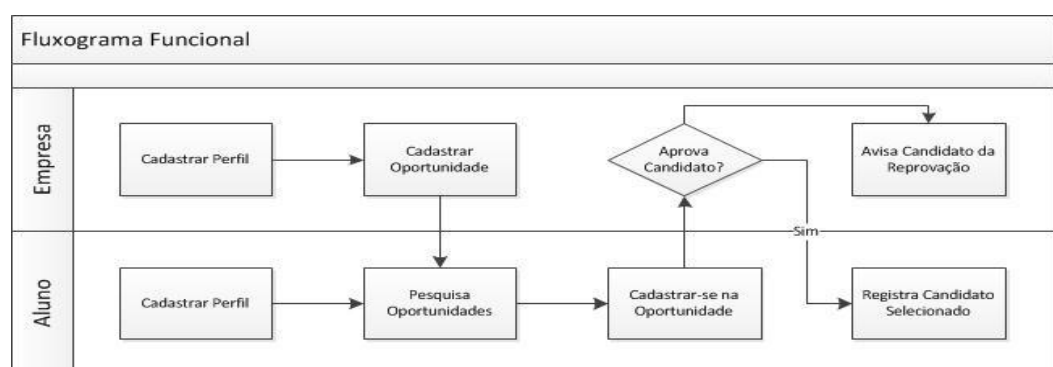 Fluxograma Funcional
Empresa
Cadastrar Perfil
Cadastrar
Oportunidade
Aprova
Candidato?
Avisa Candidato da
Reprovação
Sim
Aluno
Cadastrar Perfil
Pesquisa
Oportunidades
Cadastrar-se na
Oportunidade
Registra Candidato
Selecionado